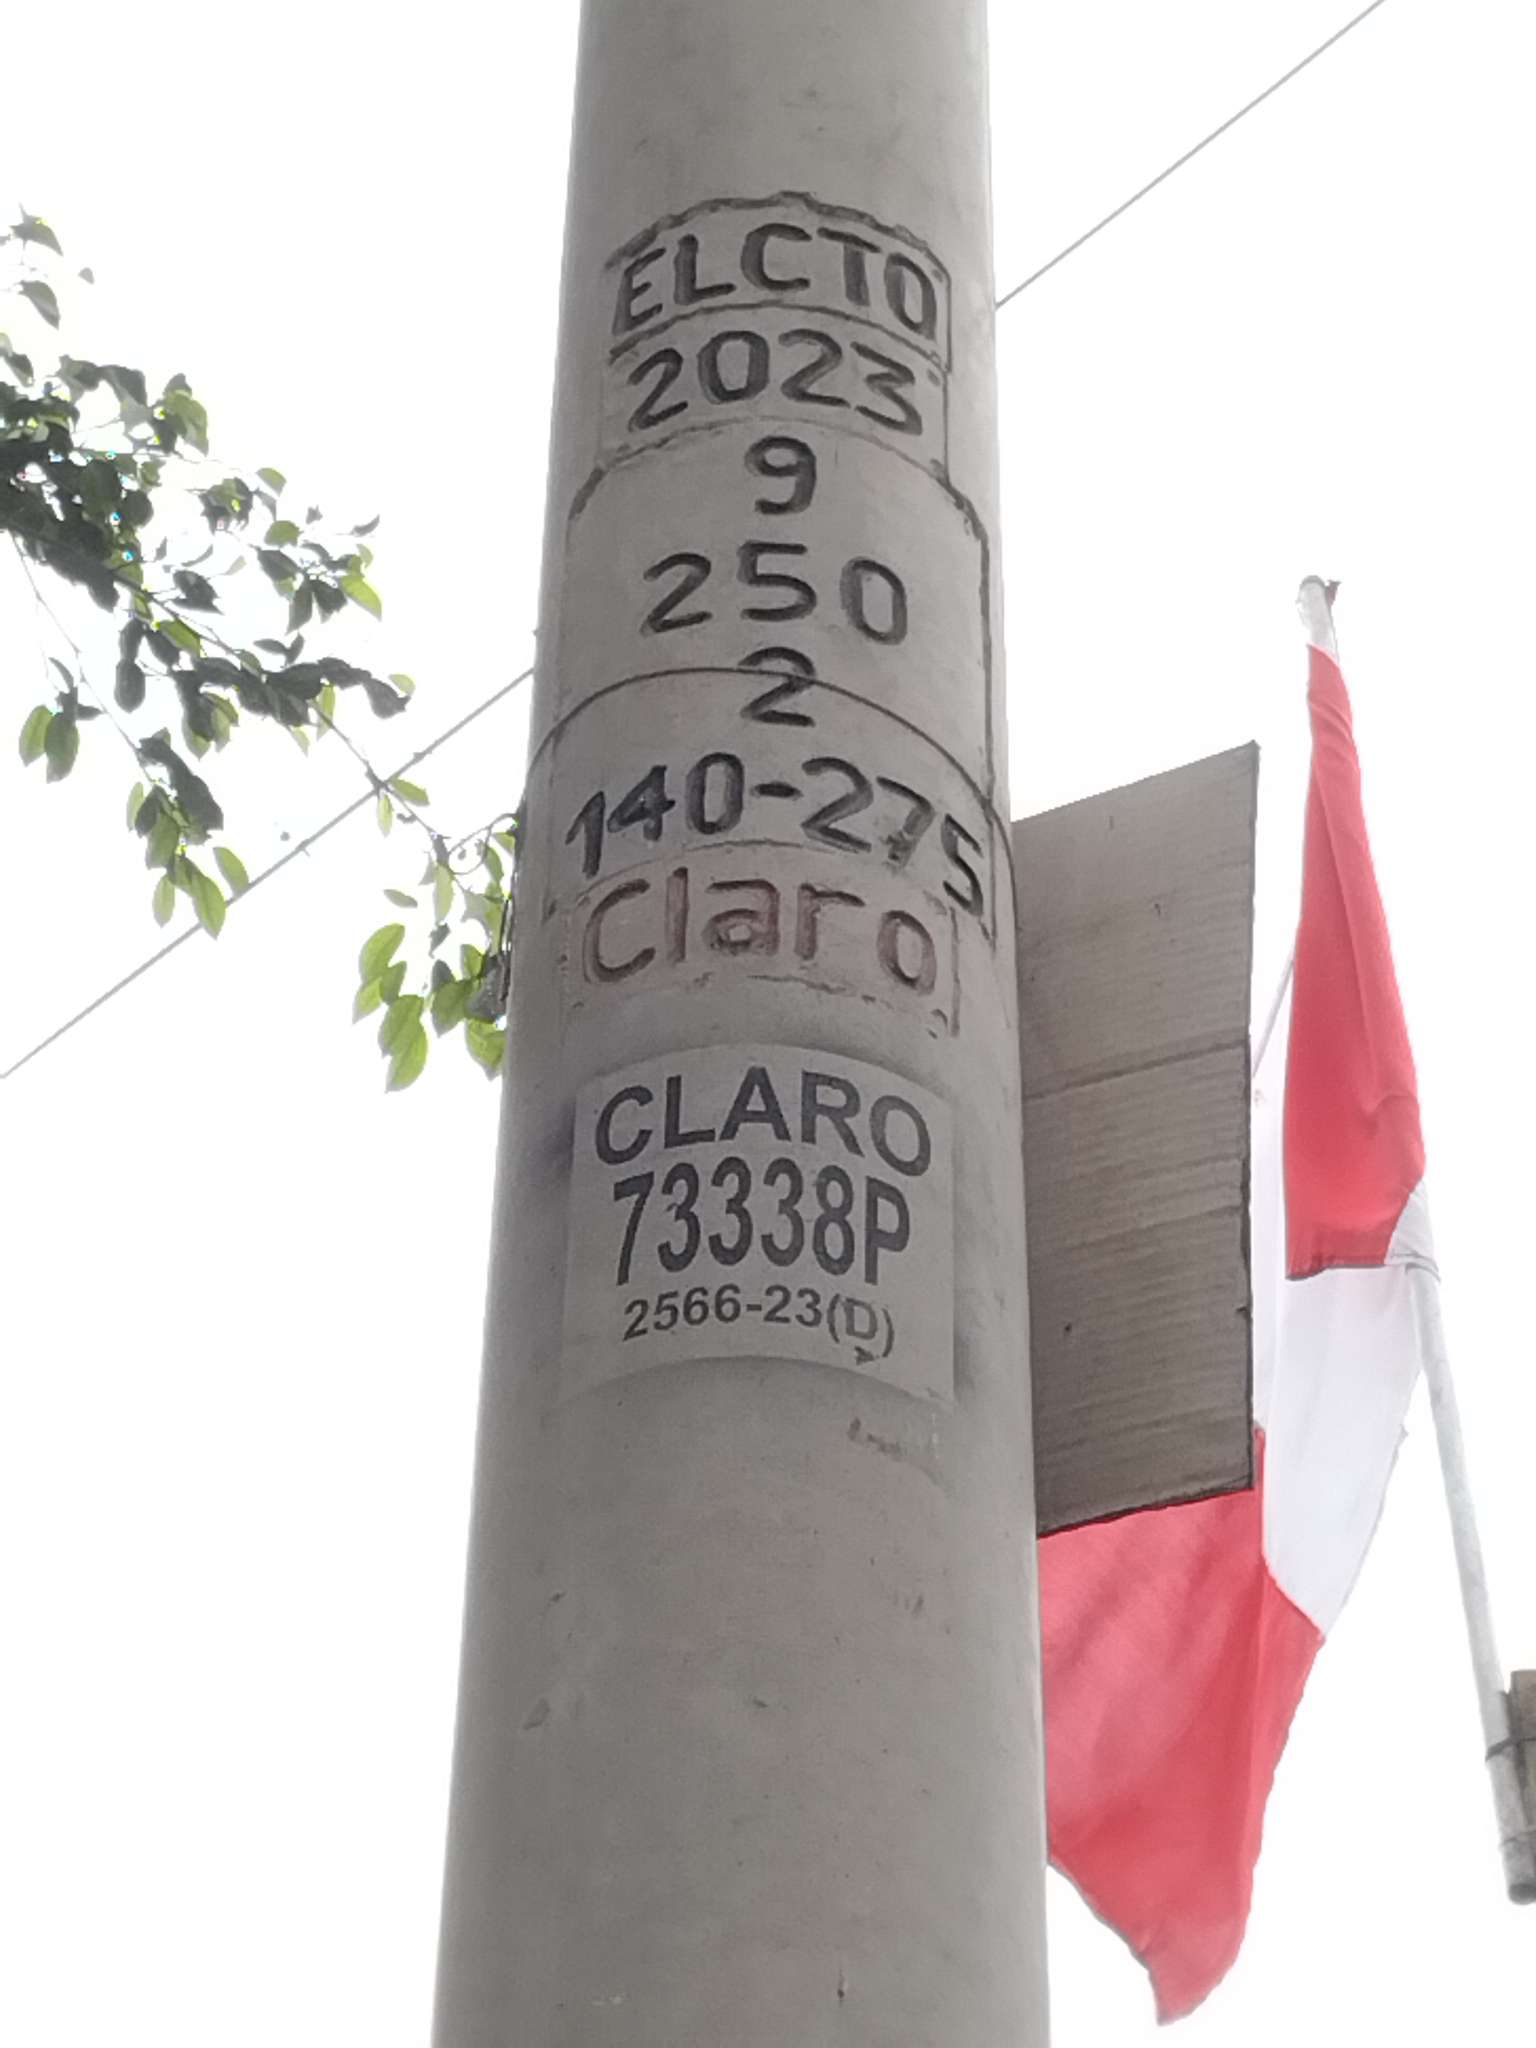 ELCTO
2023
9
250
2
140-275
Claro
CLARO
73338P
2566-23(D)